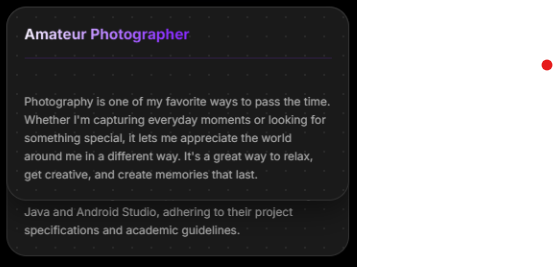 Amateur Photographer
Photography is one of my favorite ways to pass the time.
Whether I'm capturing everyday moments or looking for
something special, it lets me appreciate the world
around me in a different way. It's a great way to relax,
get creative, and create memories that last.
Java and Android Studio, adhering to their project
specifications and academic guidelines.